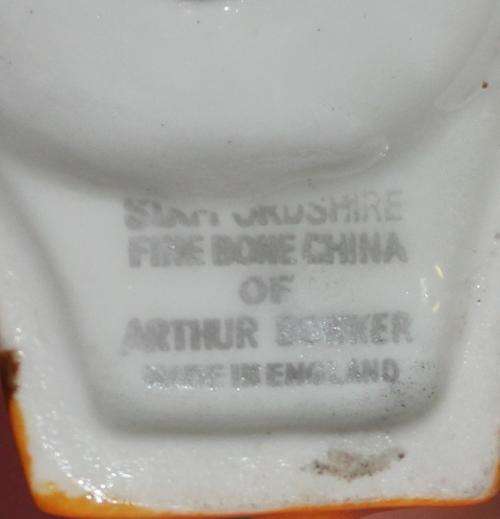 STAFFORDSHIRE
FINE BONE CHINA
OF
ARTHUR BOWKER
MADE IN ENGLAND